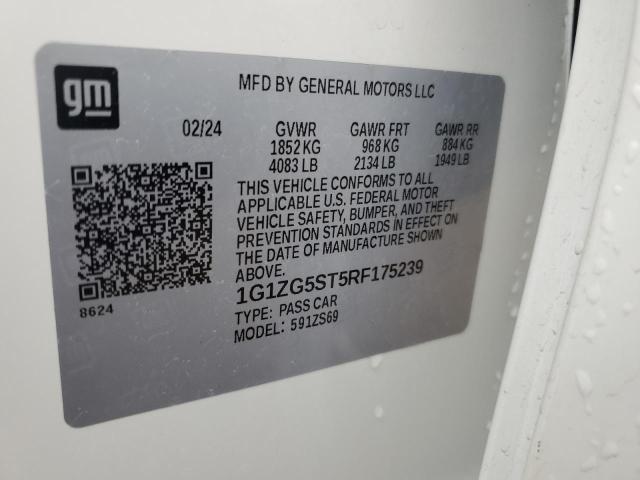 gm
MFD BY GENERAL MOTORS LLC
02/24 GVWR GAWR FRT GAWR RR
1852 KG 968 KG 884 KG
4083 LB 2134 LB 1949 LB
THIS VEHICLE CONFORMS TO ALL
APPLICABLE U.S. FEDERAL MOTOR
VEHICLE SAFETY, BUMPER, AND THEFT
PREVENTION STANDARDS IN EFFECT ON
THE DATE OF MANUFACTURE SHOWN
ABOVE.
1G1ZG5ST5RF175239
TYPE: PASS CAR
MODEL: 591ZS69
8624